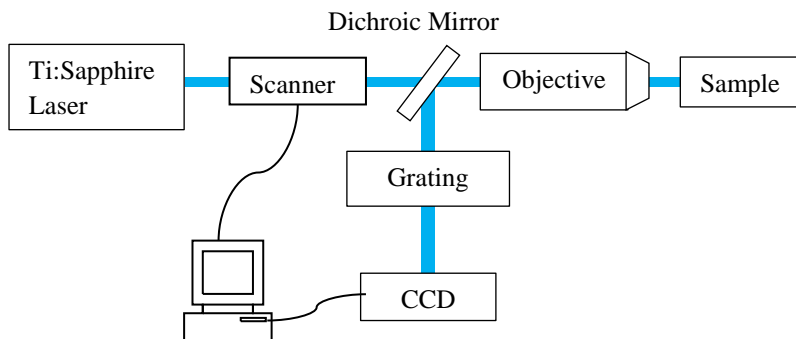 Dichroic Mirror
Ti:Sapphire
Laser
Scanner
Objective
Sample
Grating
CCD